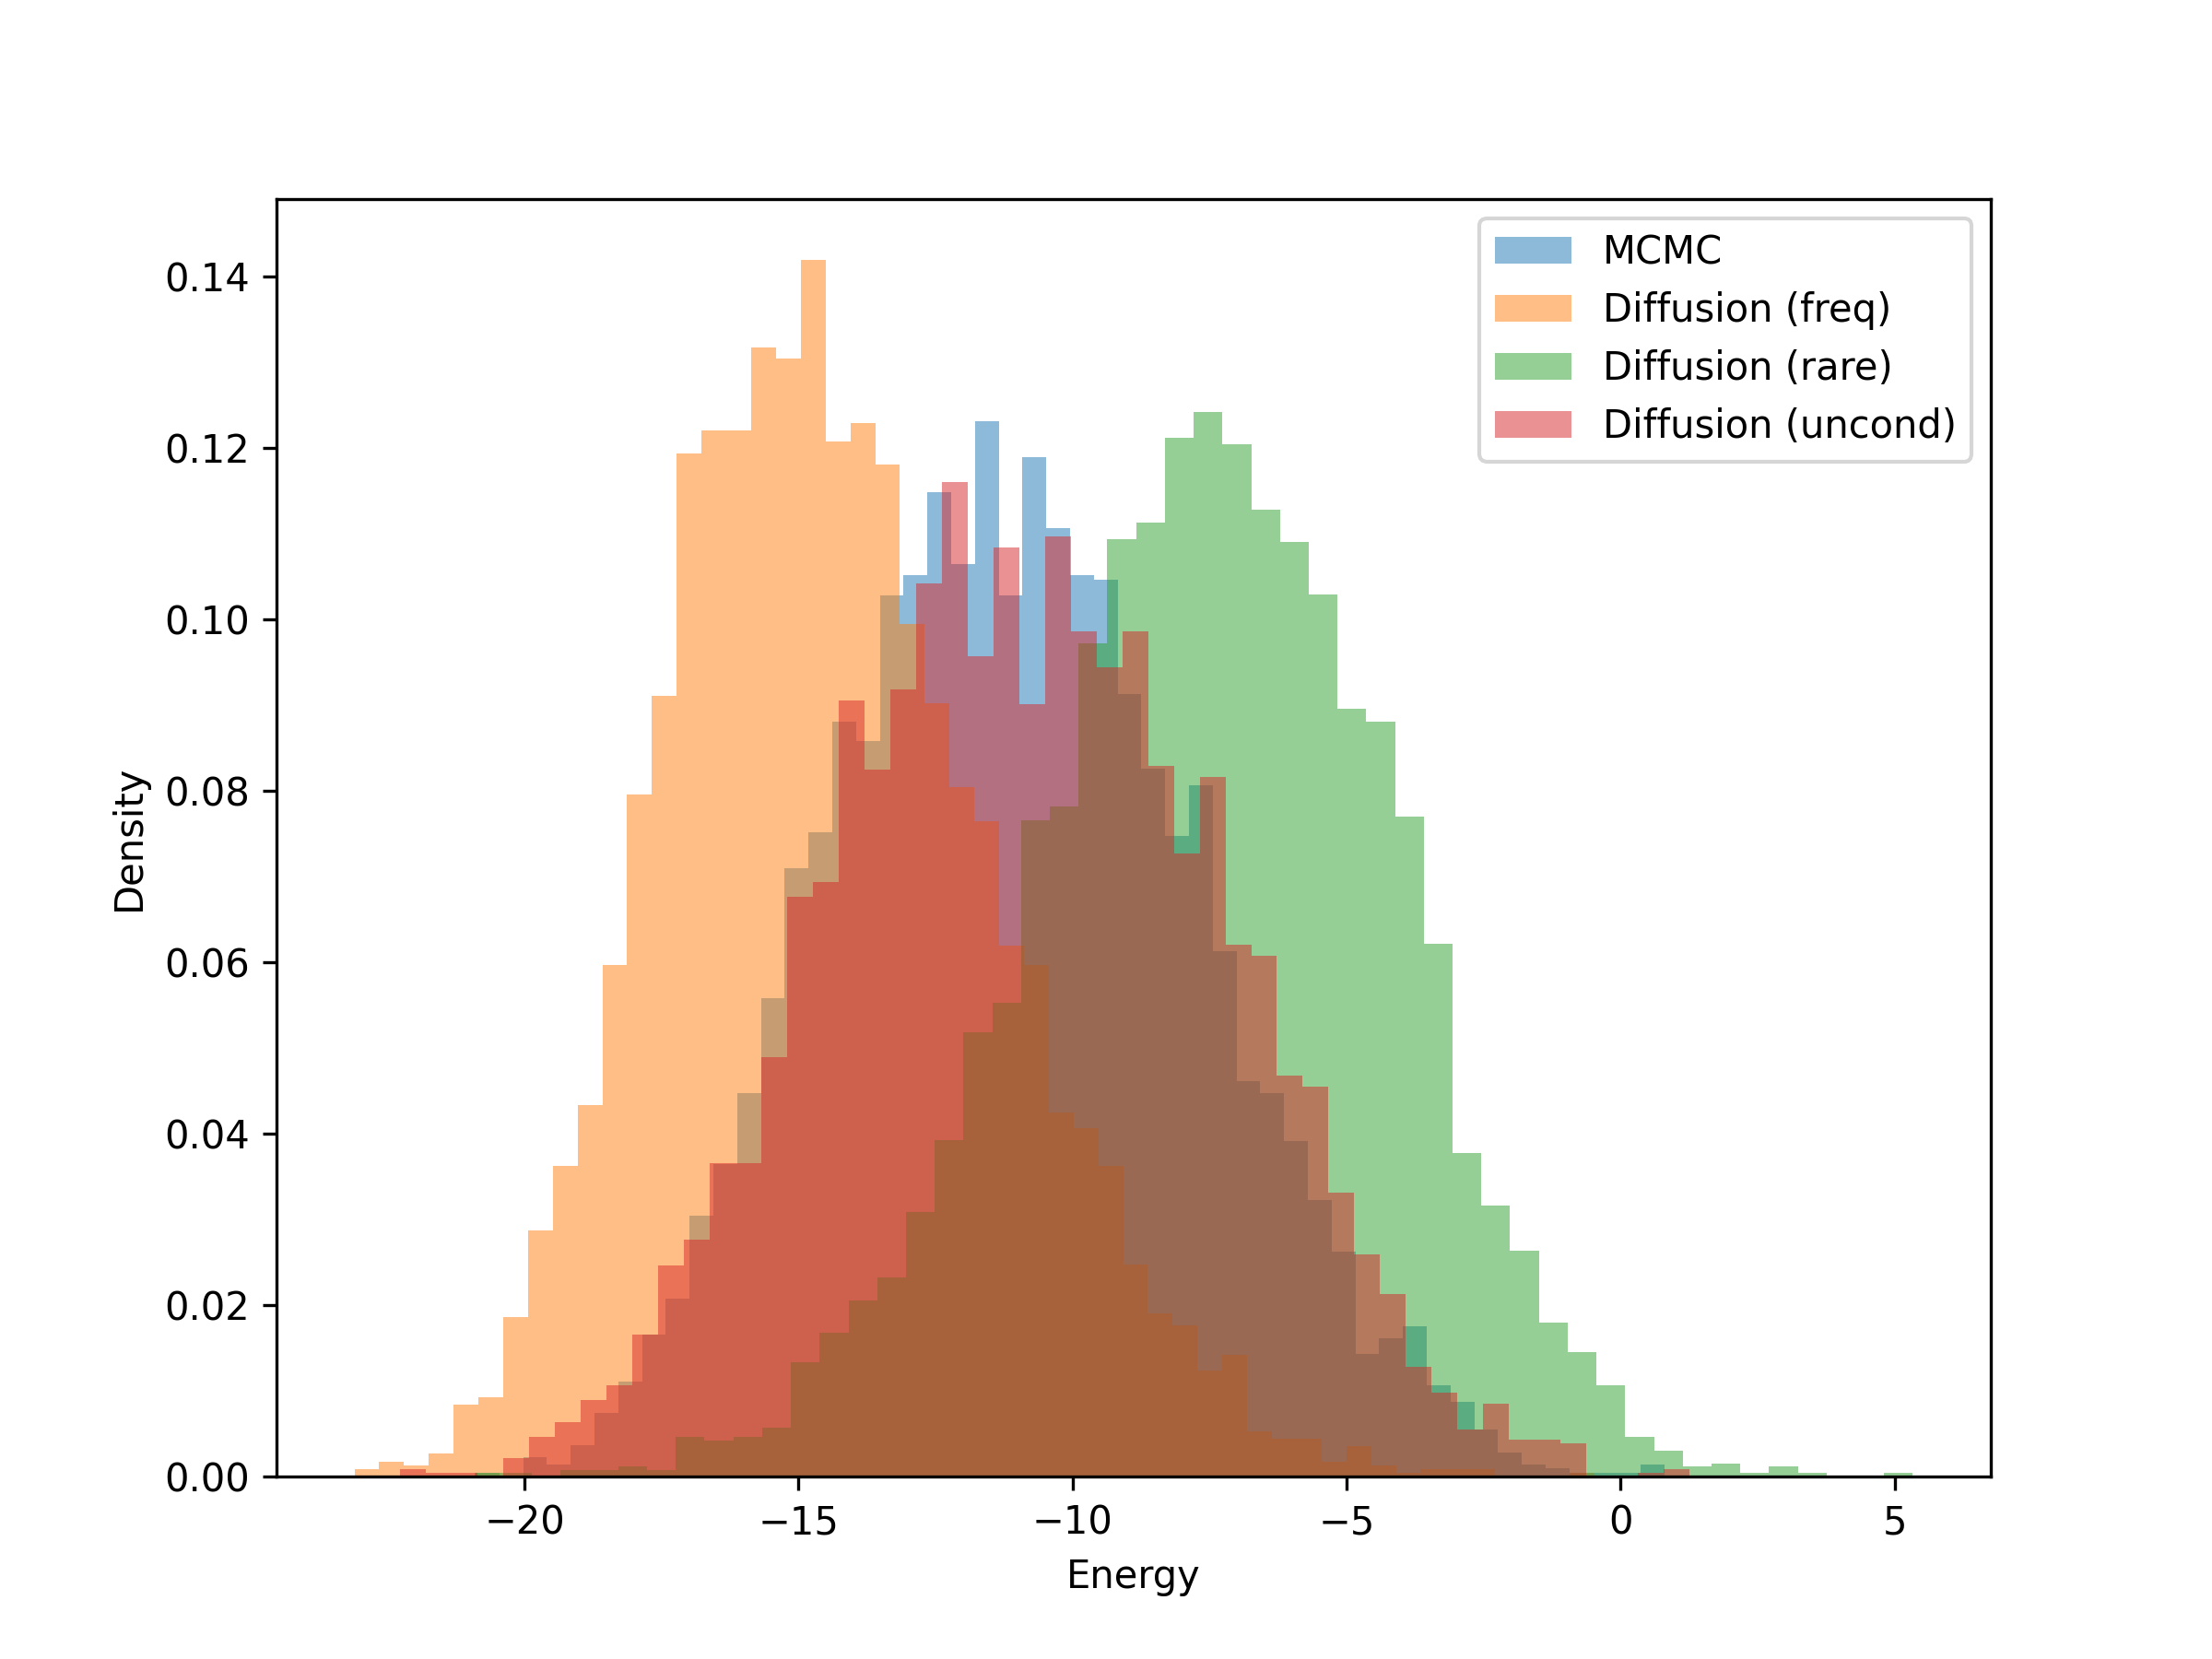 MCMC
Diffusion (freq)
Diffusion (rare)
Diffusion (uncond)
0.14
0.12
0.10
0.08
0.06
0.04
0.02
0.00
Density
−20 −15 −10 −5 0 5
Energy